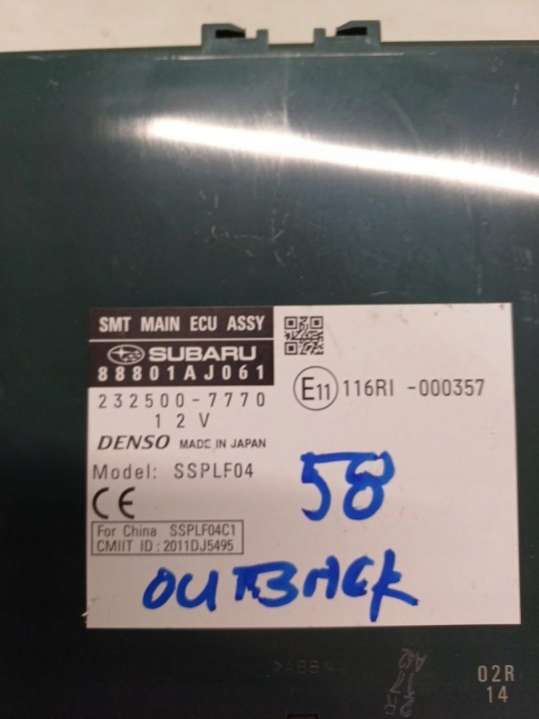 SMT MAIN ECU ASSY
SUBARU
88801AJ061
232500-7770
12V
DENSO MADE IN JAPAN
Model: SSPLF04
CE
For China SSPLF04C1
CMIIT ID : 2011DJ5495
E11 116RI -000357
58
OUTBACK
02R
14